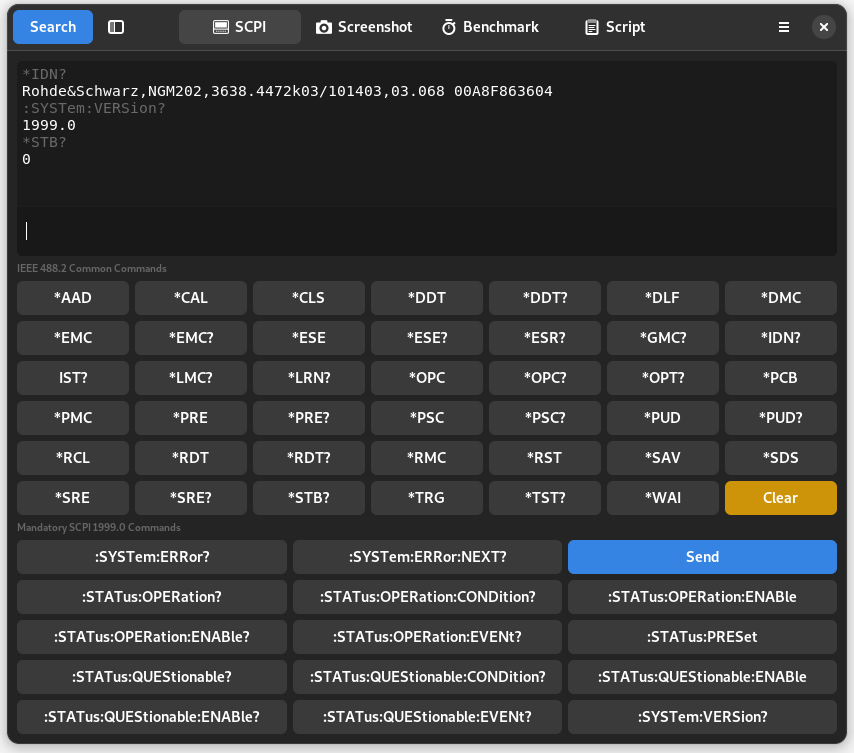 Search SCPI Screenshot Benchmark Script
*IDN?
Rohde&Schwarz,NGM202,3638.4472k03/101403,03.068 00A8F863604
:SYSTem:VERSion?
1999.0
*STB?
0
IEEE 488.2 Common Commands
*AAD *CAL *CLS *DDT *DDT? *DLF *DMC
*EMC *EMC? *ESE *ESE? *ESR? *GMC? *IDN?
IST? *LMC? *LRN? *OPC *OPC? *OPT? *PCB
*PMC *PRE *PRE? *PSC *PSC? *PUD *PUD?
*RCL *RDT *RDT? *RMC *RST *SAV *SDS
*SRE *SRE? *STB? *TRG *TST? *WAI Clear
Mandatory SCPI 1999.0 Commands
:SYSTem:ERRor? :SYSTem:ERRor:NEXT? Send
:STATus:OPERation? :STATus:OPERation:CONDition? :STATus:OPERation:ENABle
:STATus:OPERation:ENABle? :STATus:OPERation:EVENt? :STATus:PRESet
:STATus:QUEStionable? :STATus:QUEStionable:CONDition? :STATus:QUEStionable:ENABle
:STATus:QUEStionable:ENABle? :STATus:QUEStionable:EVENt? :SYSTem:VERSion?